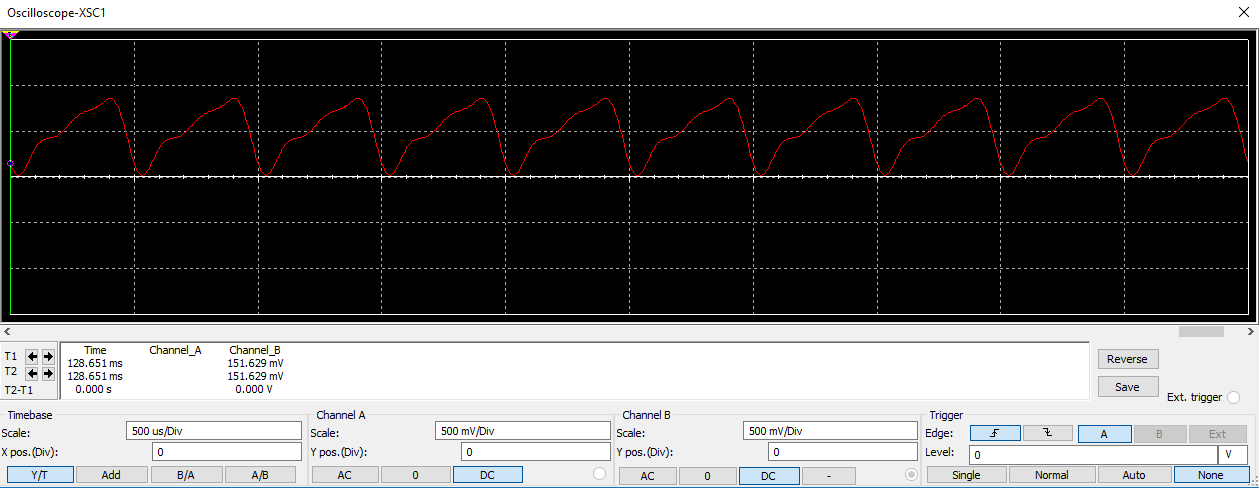 Oscilloscope-XSC1
Time Channel_A Channel_B
T1 128.651 ms 151.629 mV
T2 128.651 ms 151.629 mV
T2-T1 0.000 s 0.000 V
Reverse
Save
Ext. trigger
Timebase
Scale: 500 us/Div
X pos.(Div): 0
Y/T Add B/A A/B
Channel A
Scale: 500 mV/Div
Y pos.(Div): 0
AC 0 DC
Channel B
Scale: 500 mV/Div
Y pos.(Div): 0
AC 0 DC -
Trigger
Edge: A B Ext
Level: 0 V
Single Normal Auto None